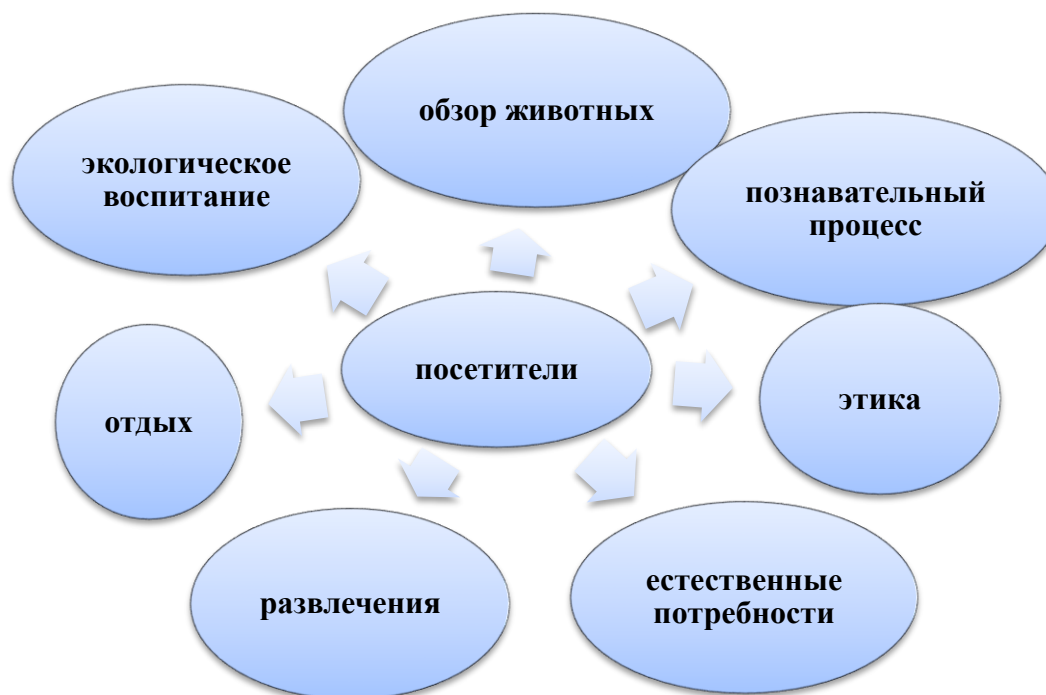 обзор животных
экологическое
воспитание
познавательный
процесс
посетители
этика
отдых
естественные
потребности
развлечения